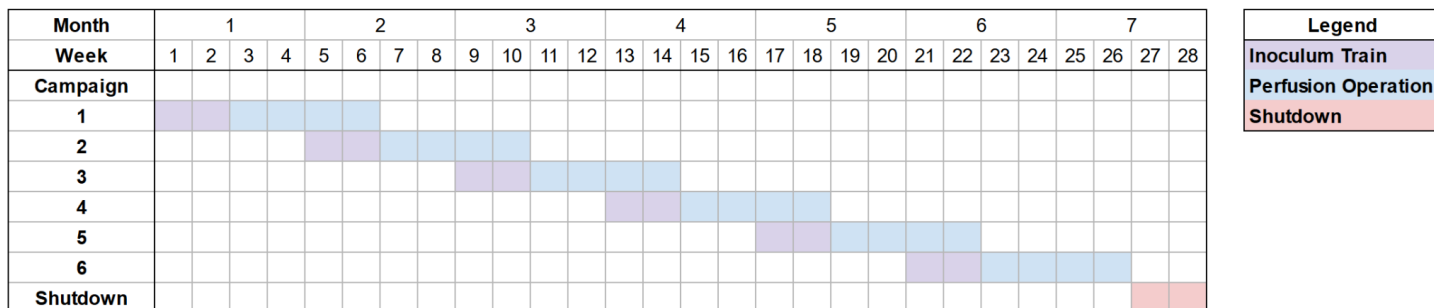 Month 1 2 3 4 5 6 7
Week 1 2 3 4 5 6 7 8 9 10 11 12 13 14 15 16 17 18 19 20 21 22 23 24 25 26 27 28
Campaign
1
2
3
4
5
6
Shutdown
Legend
Inoculum Train
Perfusion Operation
Shutdown